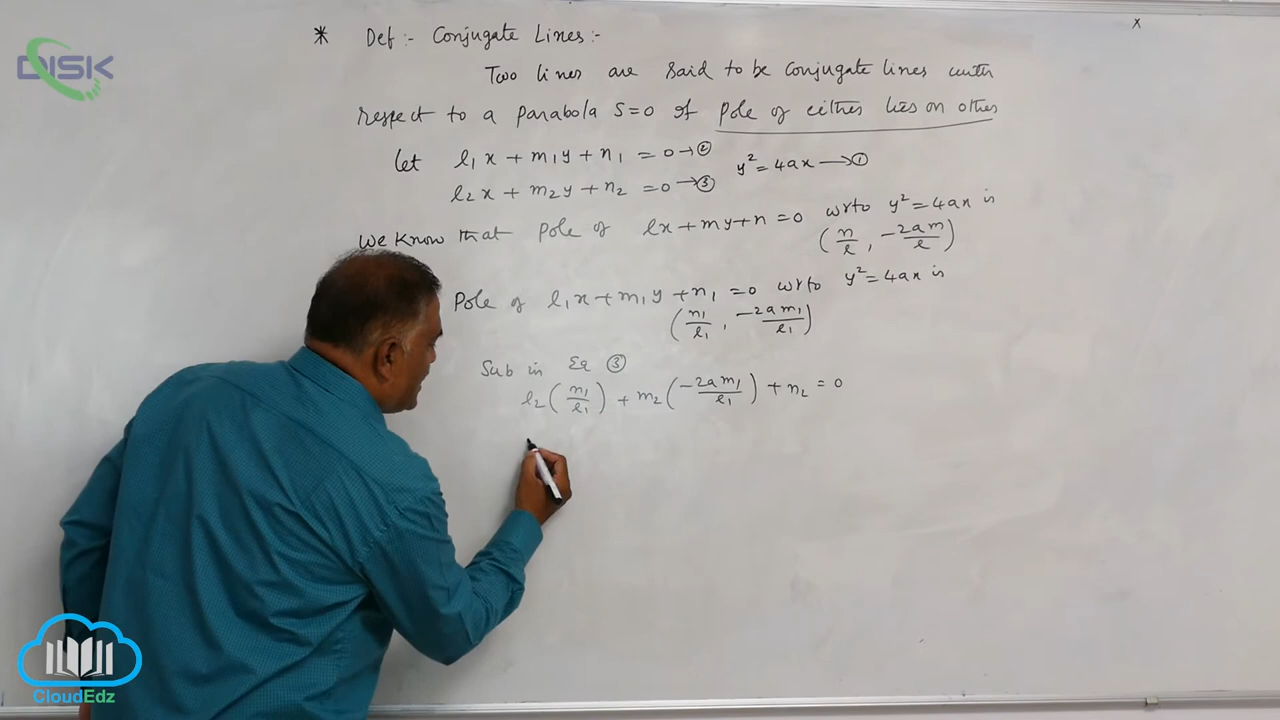 DISK
x
* Def :- Conjugate Lines :-
Two lines are said to be conjugate lines with
respect to a parabola S=0 of pole of either lies on other
Let l₁x + m₁y + n₁ = 0 → ② y² = 4ax → ①
l₂x + m₂y + n₂ = 0 → ③
We know that pole of lx + my + n = 0 wrto y² = 4ax is
(n/l, -2am/l)
Pole of l₁x + m₁y + n₁ = 0 wrto y² = 4ax is
(n₁/l₁, -2am₁/l₁)
Sub in Eq ③
l₂(n₁/l₁) + m₂(-2am₁/l₁) + n₂ = 0
CloudEdz